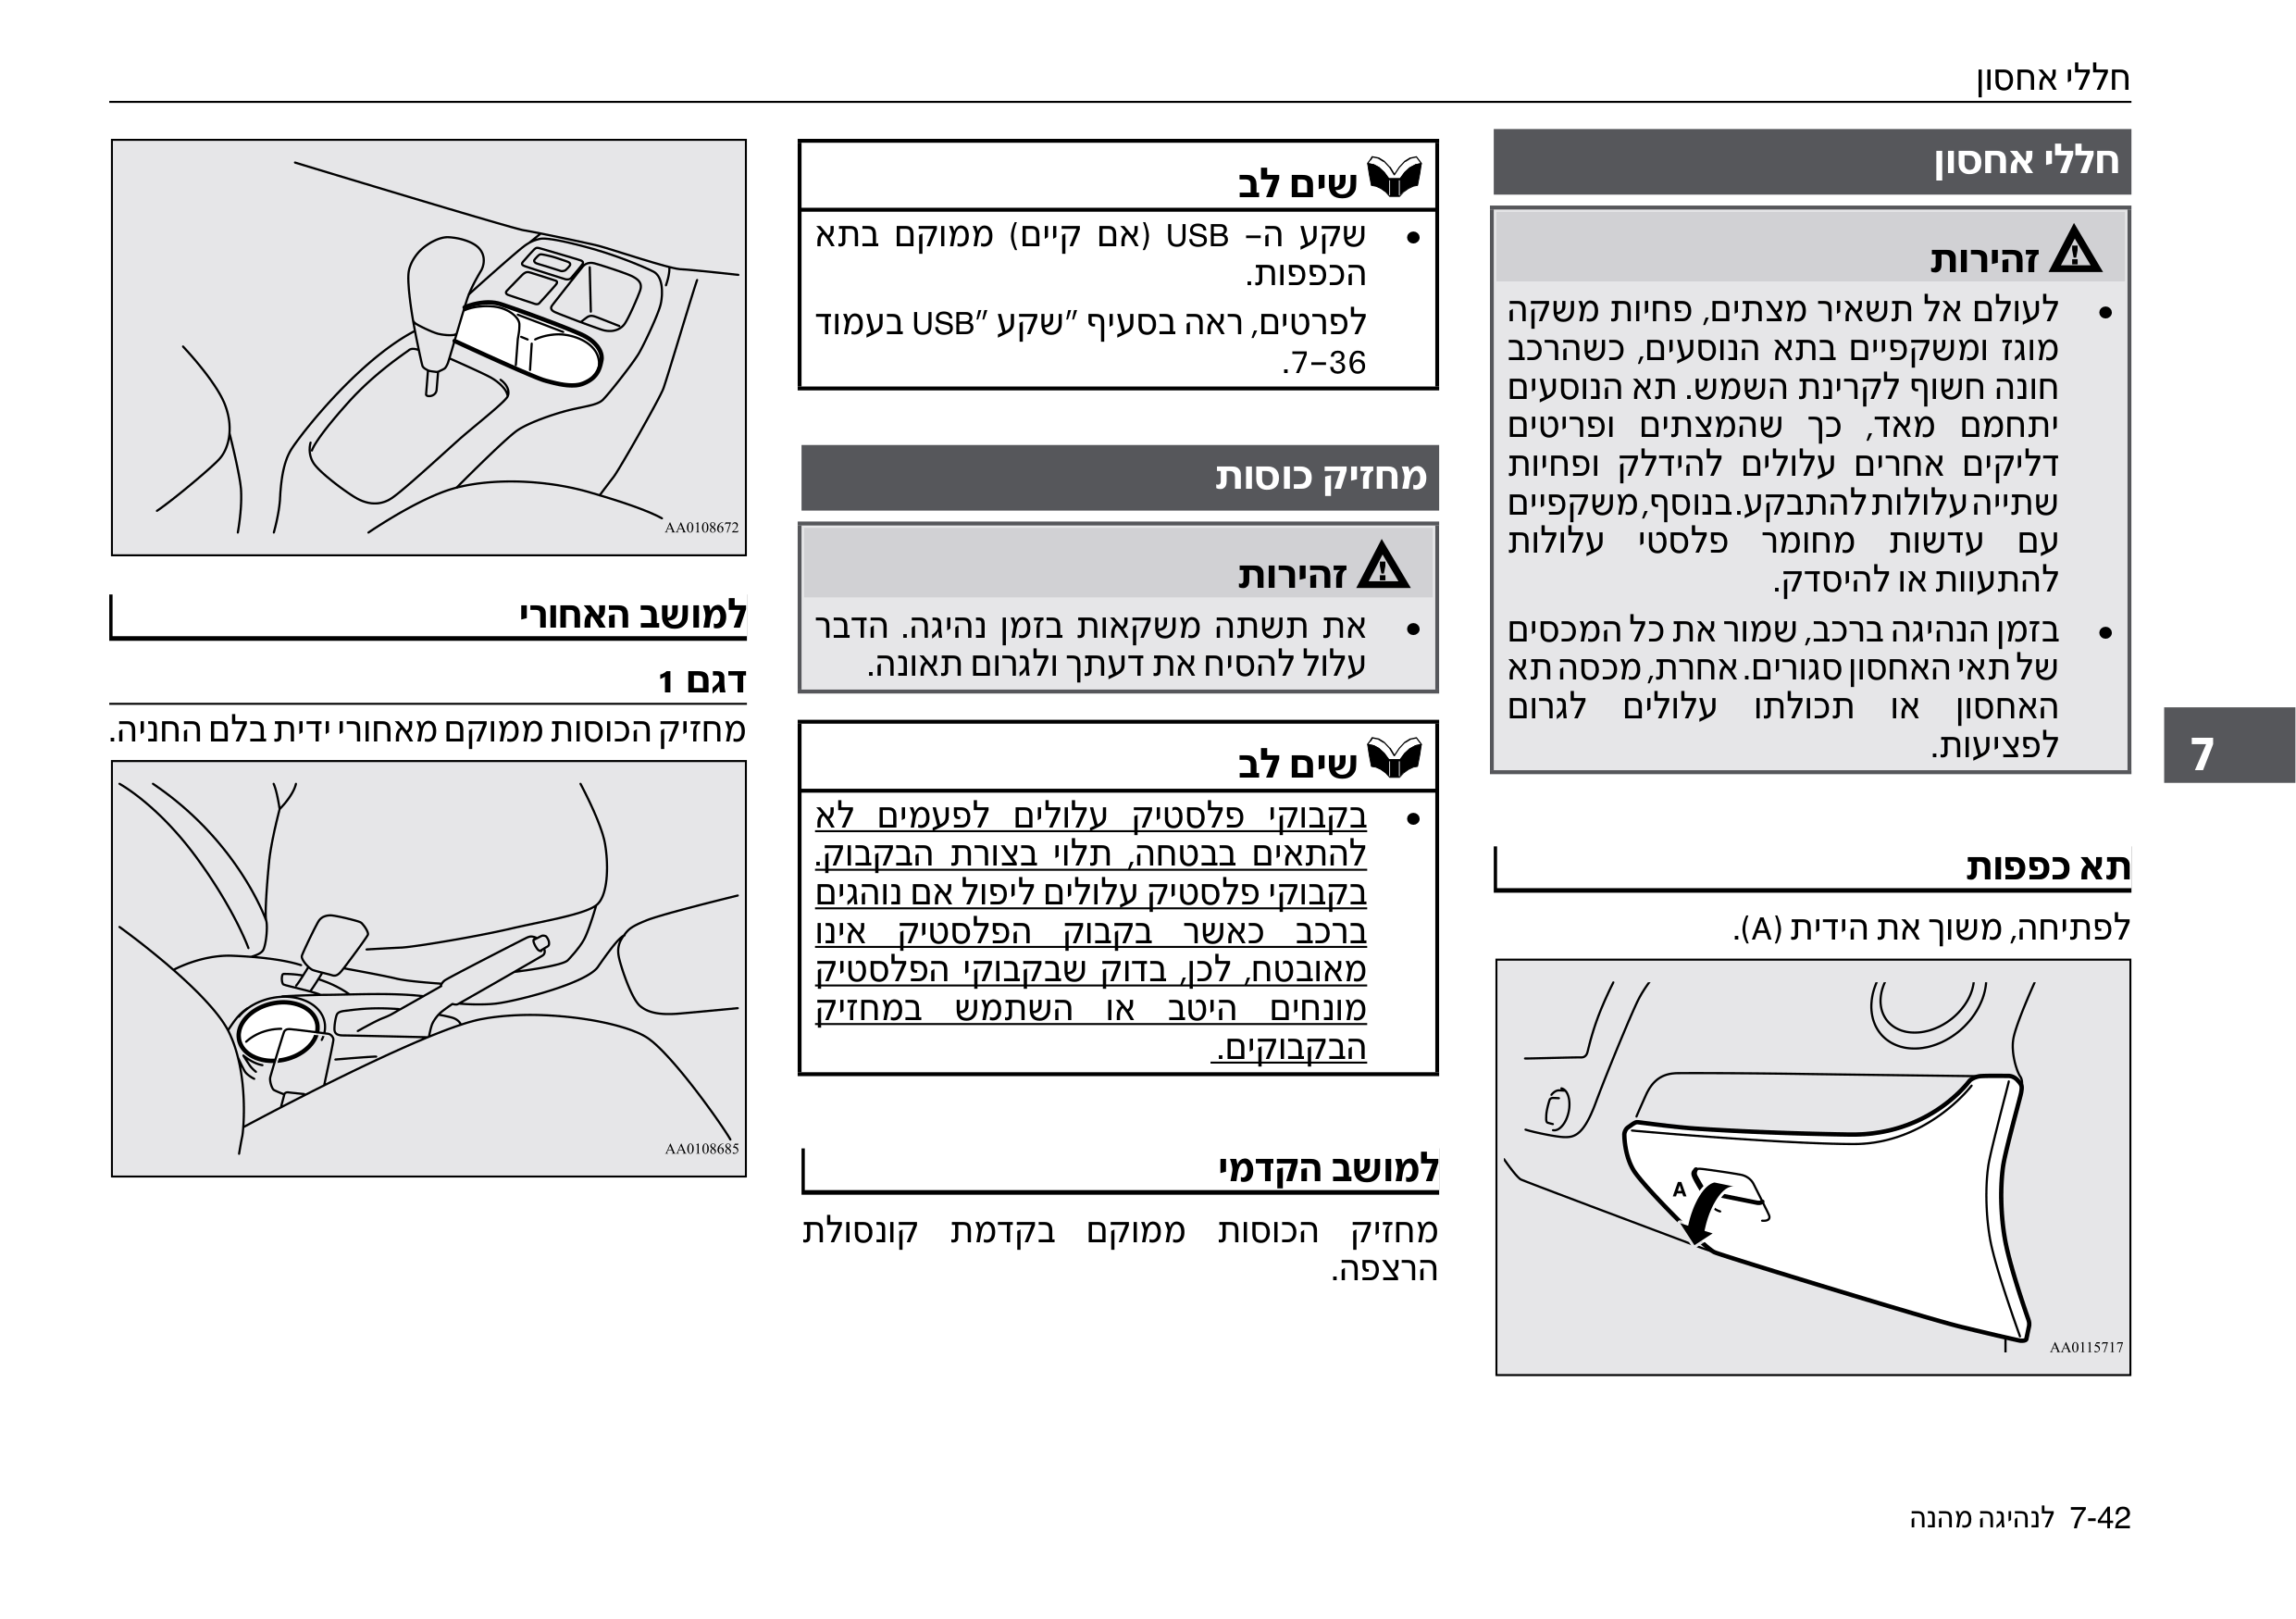 חללי אחסון
חללי אחסון
זהירות
• לעולם אל תשאיר מצתים, פחיות משקה
מוגז ומשקפיים בתא הנוסעים, כשהרכב
חונה חשוף לקרינת השמש. תא הנוסעים
יתחמם מאד, כך שהמצתים ופריטים
דליקים אחרים עלולים להידלק ופחיות
שתייה עלולות להתבקע. בנוסף, משקפיים
עם עדשות מחומר פלסטי עלולות
להתעוות או להיסדק.
• בזמן הנהיגה ברכב, שמור את כל המכסים
של תאי האחסון סגורים. אחרת, מכסה תא
האחסון או תכולתו עלולים לגרום
לפציעות.
תא כפפות
לפתיחה, משוך את הידית (A).
A
AA0115717
שים לב
• שקע ה– USB (אם קיים) ממוקם בתא
הכפפות.
לפרטים, ראה בסעיף ״שקע USB״ בעמוד
7–36.
מחזיק כוסות
זהירות
• את תשתה משקאות בזמן נהיגה. הדבר
עלול להסיח את דעתך ולגרום תאונה.
שים לב
• בקבוקי פלסטיק עלולים לפעמים לא
להתאים בבטחה, תלוי בצורת הבקבוק.
בקבוקי פלסטיק עלולים ליפול אם נוהגים
ברכב כאשר בקבוק הפלסטיק אינו
מאובטח, לכן, בדוק שבקבוקי הפלסטיק
מונחים היטב או השתמש במחזיק
הבקבוקים.
למושב הקדמי
מחזיק הכוסות ממוקם בקדמת קונסולת
הרצפה.
AA0108672
למושב האחורי
דגם 1
מחזיק הכוסות ממוקם מאחורי ידית בלם החניה.
AA0108685
7
7-42 לנהיגה מהנה